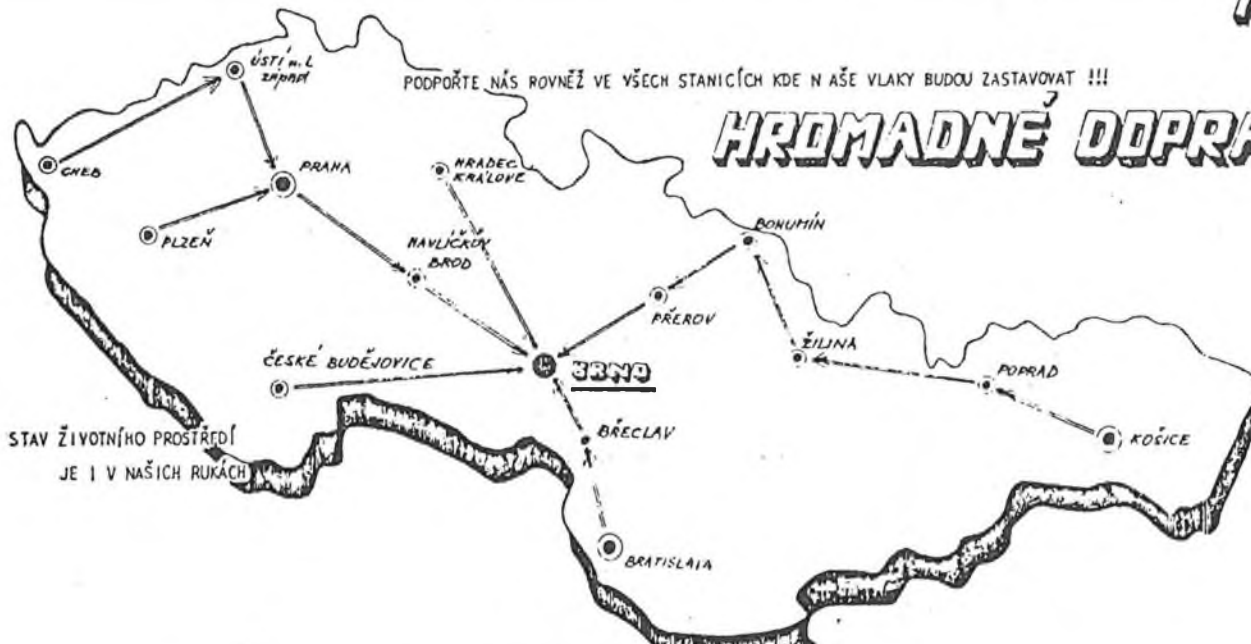 ÚSTÍ n. L
západ
PODPOŘTE NÁS ROVNĚŽ VE VŠECH STANICÍCH KDE N AŠE VLAKY BUDOU ZASTAVOVAT !!!
HROMADNÉ DOPRA
CHEB
PRAHA
HRADEC
KRÁLOVE
PLZEŇ
HAVLÍČKŮV
BROD
BOHUMÍN
PŘEROV
ČESKÉ BUDĚJOVICE
BRNO
ŽILINA
POPRAD
STAV ŽIVOTNÍHO PROSTŘEDÍ
JE I V NAŠICH RUKÁCH
BŘECLAV
KOŠICE
BRATISLAVA